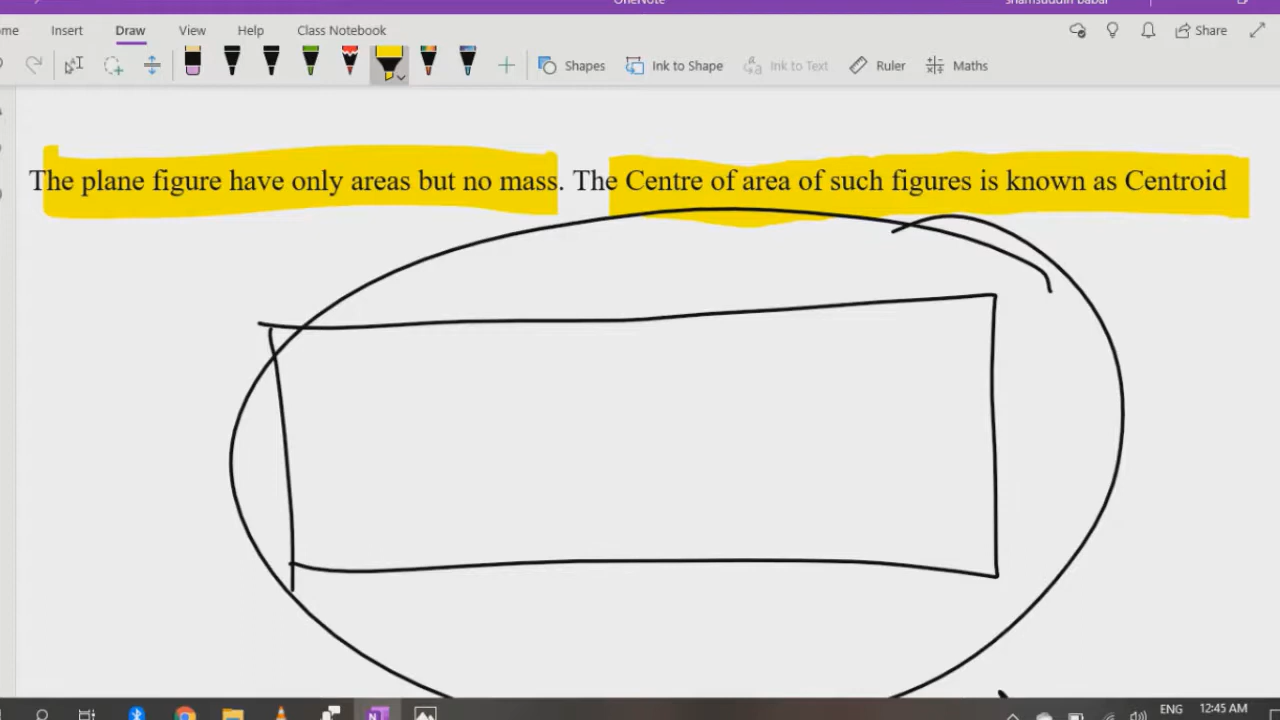 OneNote
shamsuddin babar
Insert Draw View Help Class Notebook Share
Shapes Ink to Shape Ink to Text Ruler Maths
The plane figure have only areas but no mass. The Centre of area of such figures is known as Centroid
ENG 12:45 AM